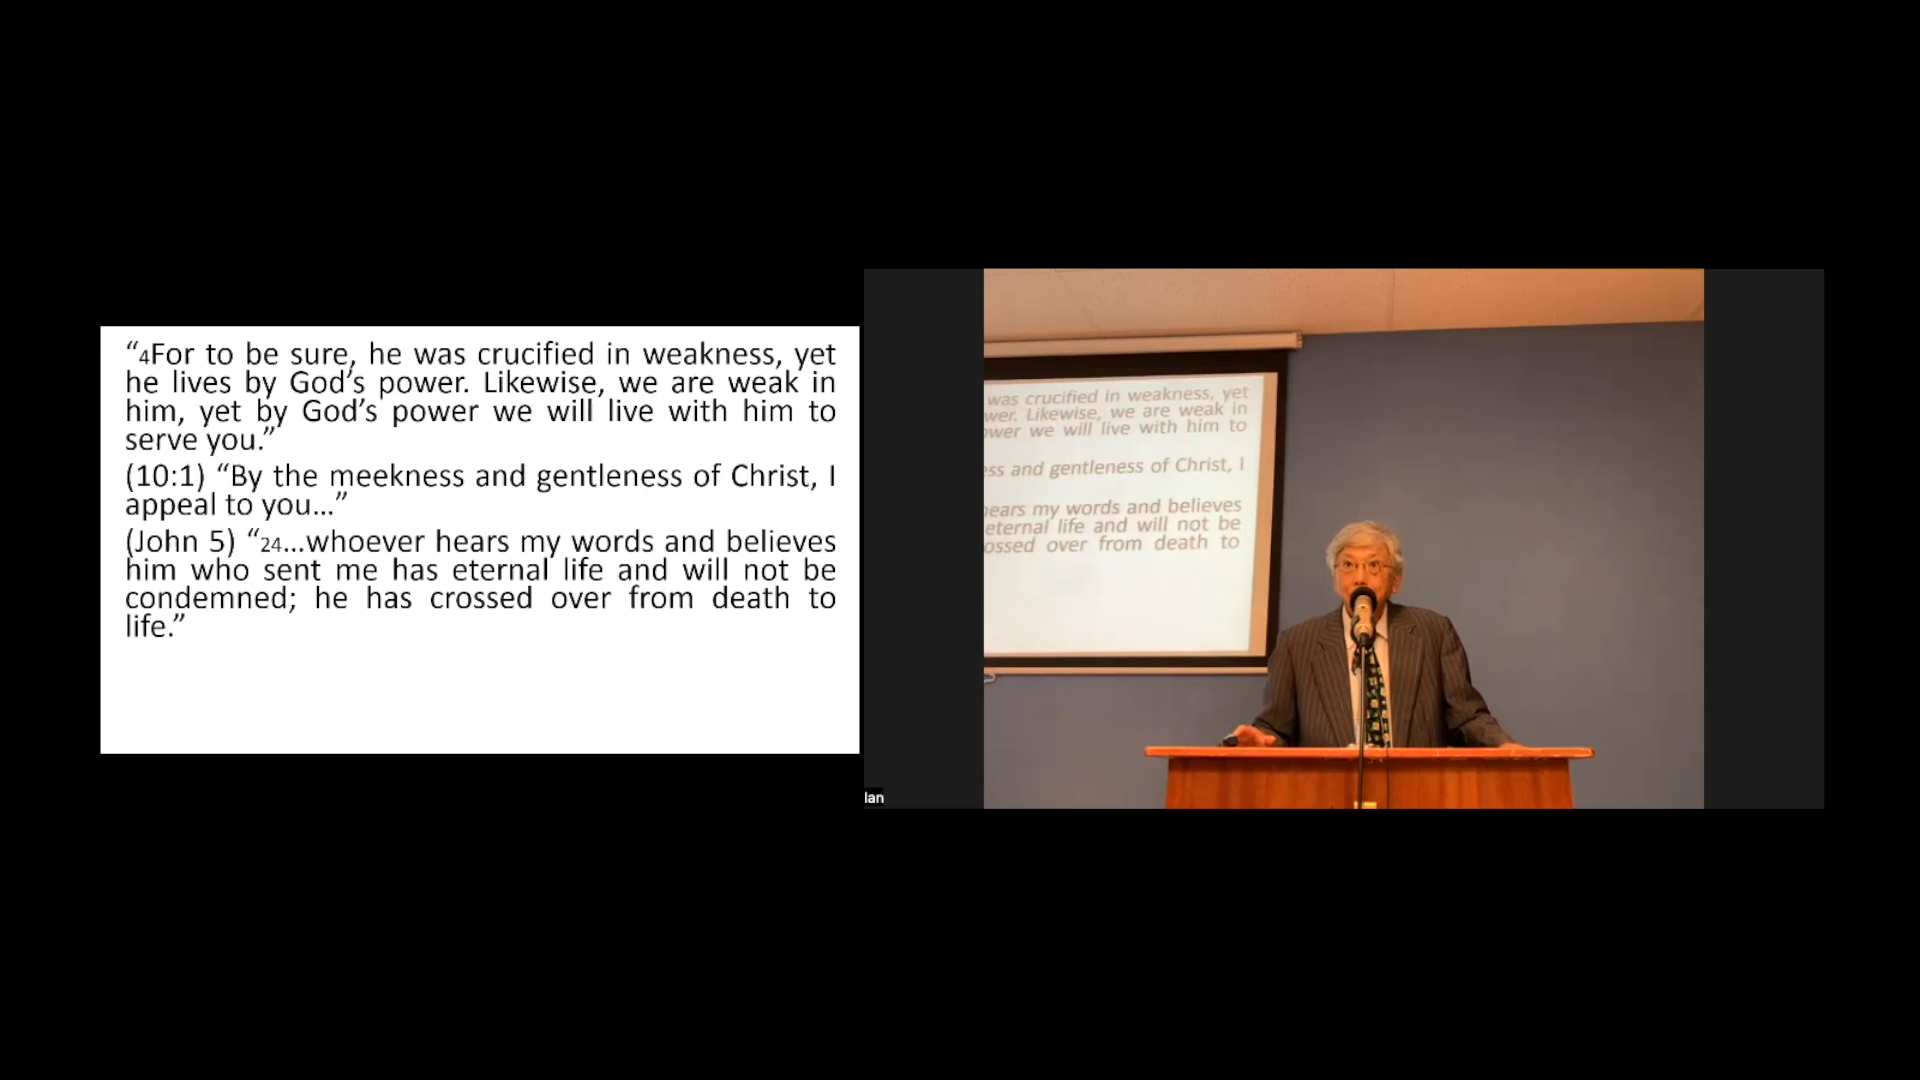 “4For to be sure, he was crucified in weakness, yet
he lives by God’s power. Likewise, we are weak in
him, yet by God’s power we will live with him to
serve you.”
(10:1) “By the meekness and gentleness of Christ, I
appeal to you…”
(John 5) “24…whoever hears my words and believes
him who sent me has eternal life and will not be
condemned; he has crossed over from death to
life.”
was crucified in weakness, yet
wer. Likewise, we are weak in
ower we will live with him to
ess and gentleness of Christ, I
hears my words and believes
eternal life and will not be
ossed over from death to
lan